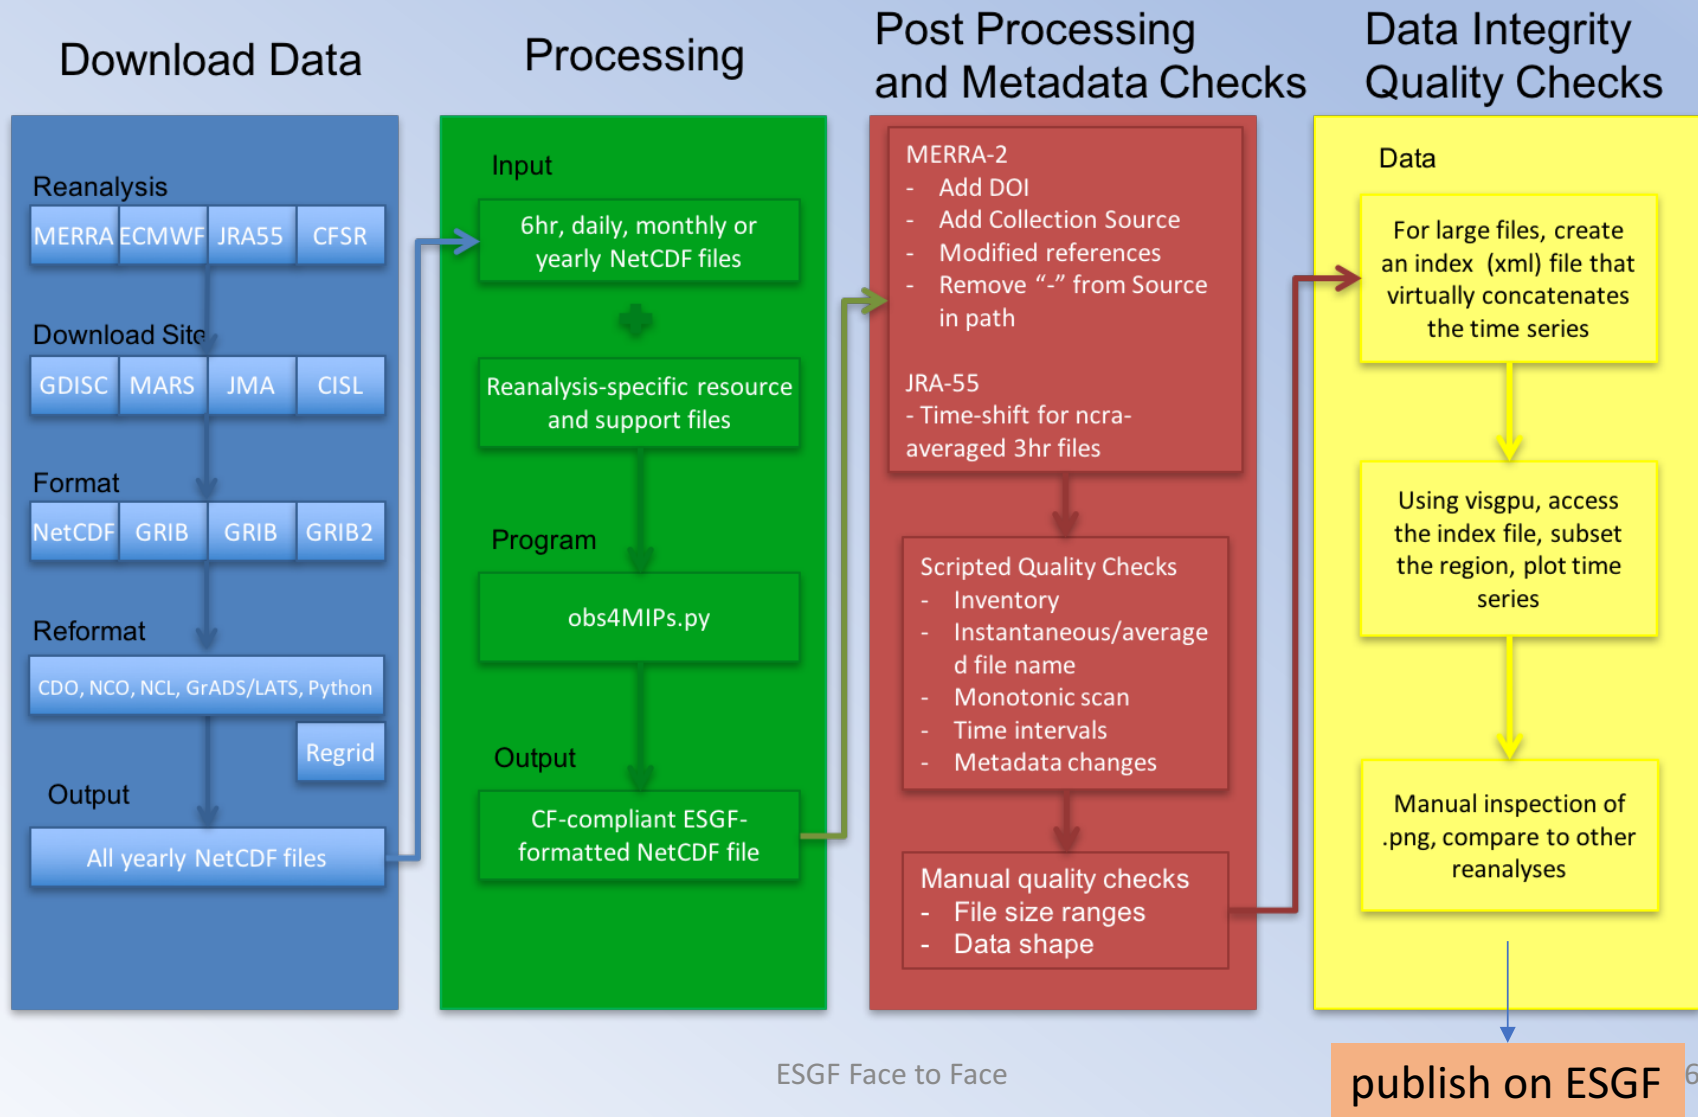 Download Data
Reanalysis
MERRA ECMWF JRA55 CFSR
Download Site
GDISC MARS JMA CISL
Format
NetCDF GRIB GRIB GRIB2
Reformat
CDO, NCO, NCL, GrADS/LATS, Python
Regrid
Output
All yearly NetCDF files
Processing
Input
6hr, daily, monthly or
yearly NetCDF files
Reanalysis-specific resource
and support files
Program
obs4MIPs.py
Output
CF-compliant ESGF-
formatted NetCDF file
Post Processing
and Metadata Checks
MERRA-2
- Add DOI
- Add Collection Source
- Modified references
- Remove “-” from Source
in path
JRA-55
- Time-shift for ncra-
averaged 3hr files
Scripted Quality Checks
- Inventory
- Instantaneous/average
d file name
- Monotonic scan
- Time intervals
- Metadata changes
Manual quality checks
- File size ranges
- Data shape
Data Integrity
Quality Checks
Data
For large files, create
an index (xml) file that
virtually concatenates
the time series
Using visgpu, access
the index file, subset
the region, plot time
series
Manual inspection of
.png, compare to other
reanalyses
publish on ESGF
ESGF Face to Face
6